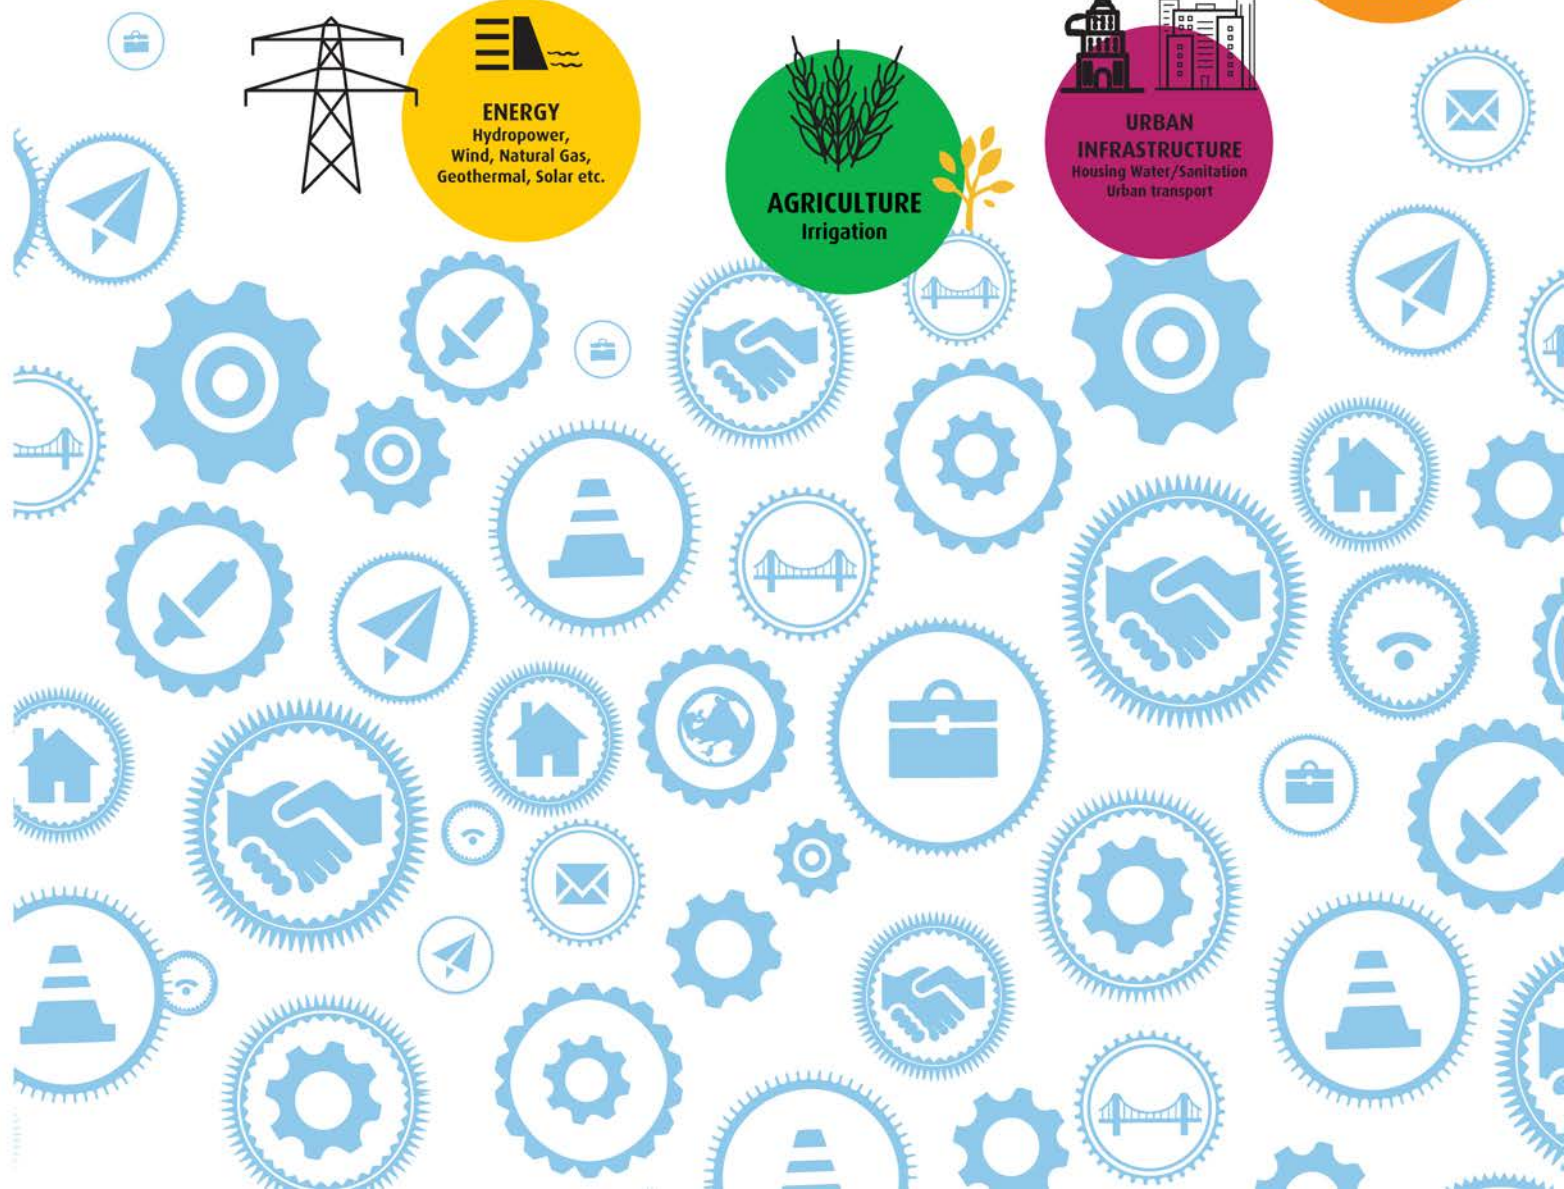 ENERGY
Hydropower,
Wind, Natural Gas,
Geothermal, Solar etc.
AGRICULTURE
Irrigation
URBAN
INFRASTRUCTURE
Housing Water/Sanitation
Urban transport